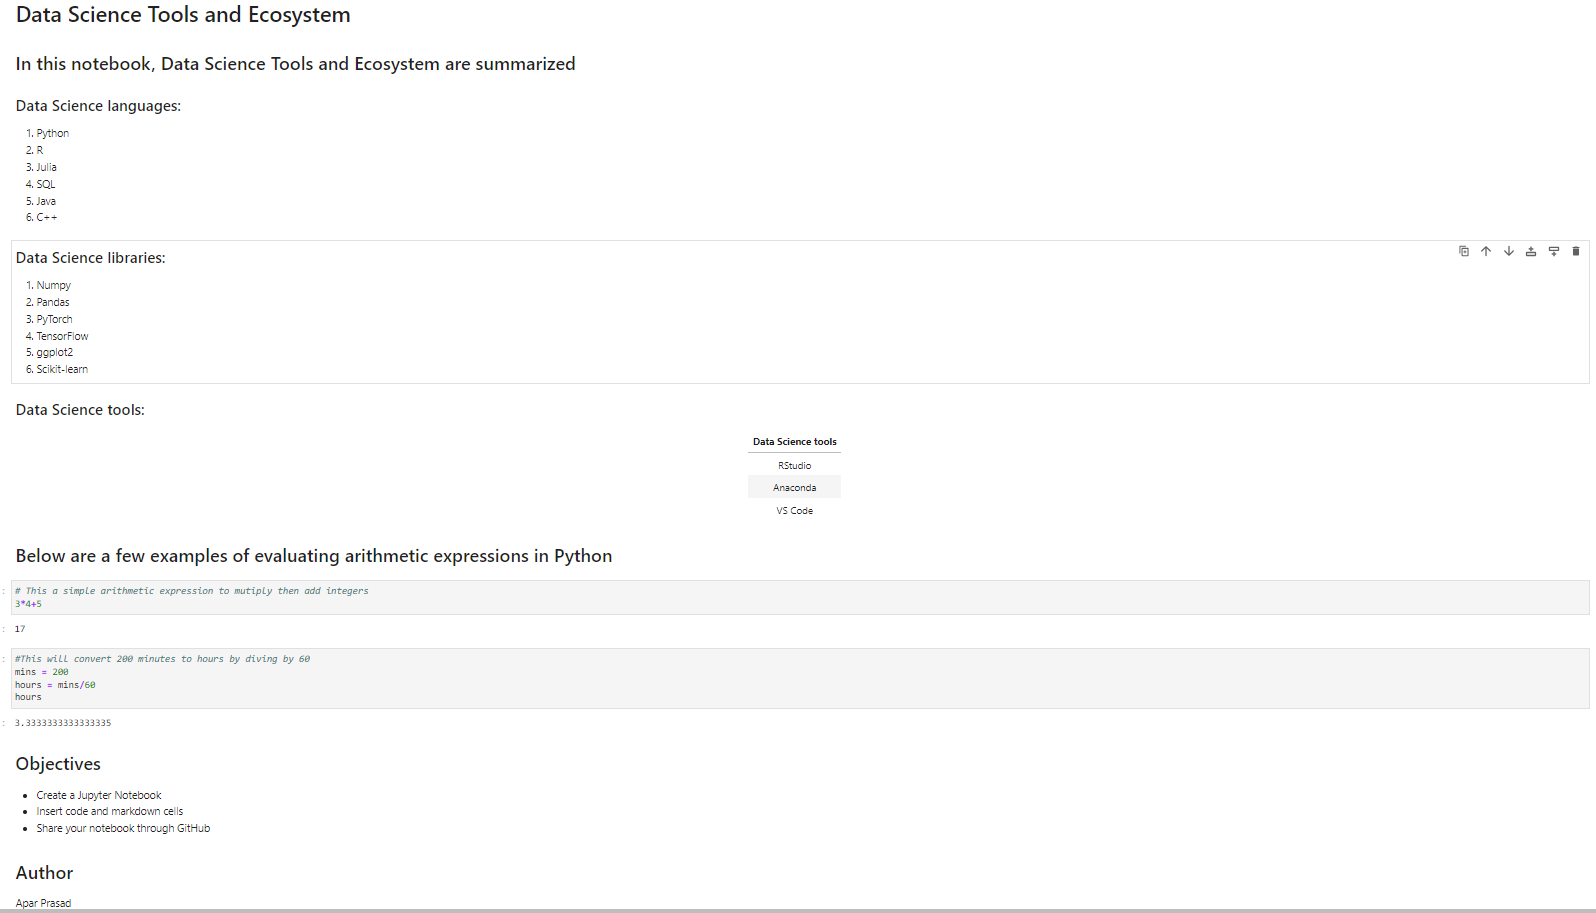 Data Science Tools and Ecosystem
In this notebook, Data Science Tools and Ecosystem are summarized
Data Science languages:
1. Python
2. R
3. Julia
4. SQL
5. Java
6. C++
Data Science libraries:
1. Numpy
2. Pandas
3. PyTorch
4. TensorFlow
5. ggplot2
6. Scikit-learn
Data Science tools:
Data Science tools
RStudio
Anaconda
VS Code
Below are a few examples of evaluating arithmetic expressions in Python
: # This a simple arithmetic expression to mutiply then add integers
3*4+5
: 17
: #This will convert 200 minutes to hours by diving by 60
mins = 200
hours = mins/60
hours
: 3.3333333333333335
Objectives
• Create a Jupyter Notebook
• Insert code and markdown cells
• Share your notebook through GitHub
Author
Apar Prasad